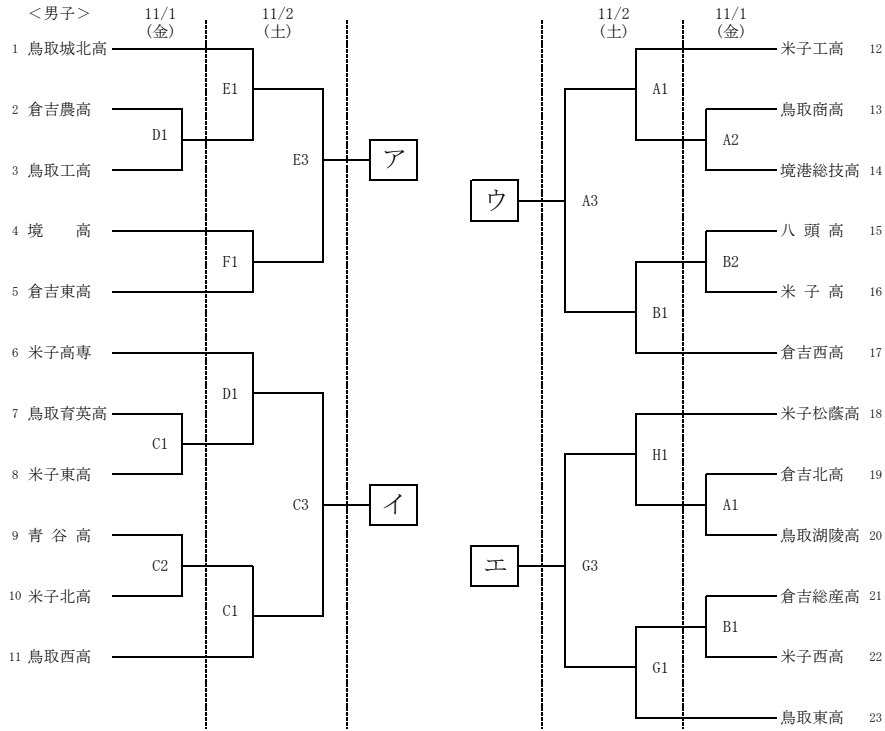 ＜男子＞ 11/1 11/2 11/2 11/1
(金) (土) (土) (金)
1 鳥取城北高 米子工高 12
E1 A1
2 倉吉農高 鳥取商高 13
D1 A2
3 鳥取工高 境港総技高 14
E3 ア
ウ A3
4 境　　高 八 頭 高 15
F1 B2
5 倉吉東高 米 子 高 16
B1
6 米子高専 倉吉西高 17
D1
7 鳥取育英高 米子松蔭高 18
C1 H1
8 米子東高 倉吉北高 19
C3 イ A1
9 青 谷 高 鳥取湖陵高 20
C2 エ G3
10 米子北高 倉吉総産高 21
C1 B1
11 鳥取西高 米子西高 22
G1
鳥取東高 23